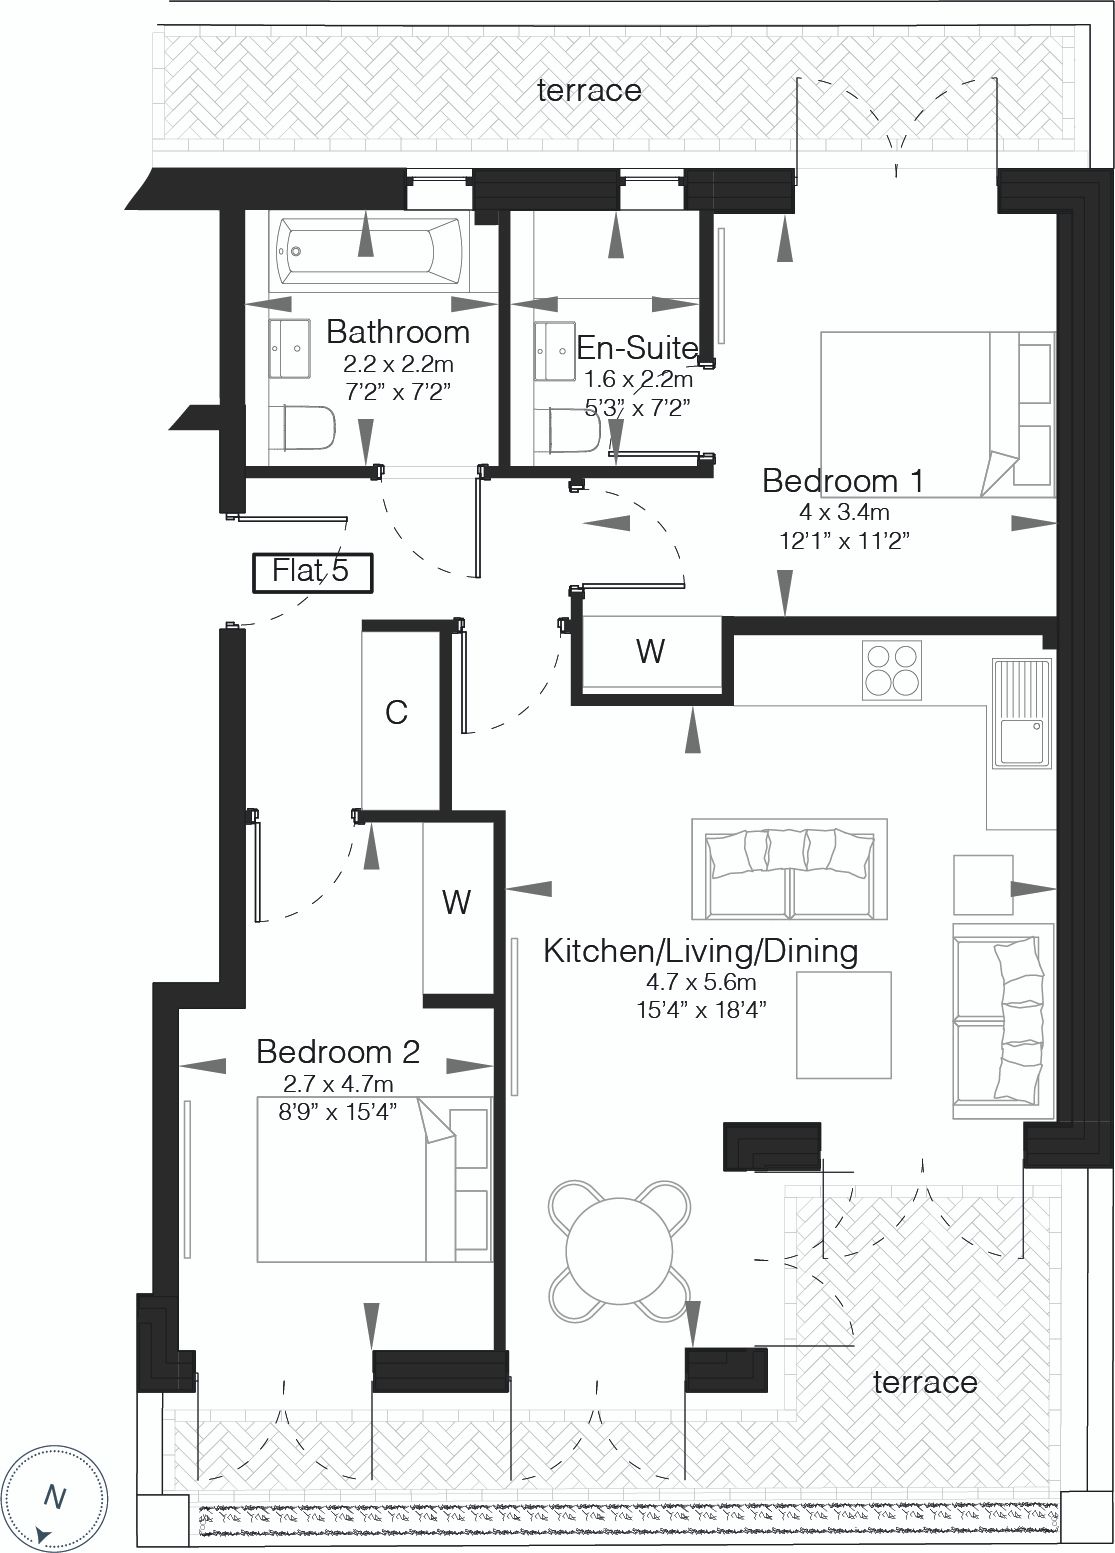 terrace
Bathroom
2.2 x 2.2m
7’2” x 7’2”
En-Suite
1.6 x 2.2m
5’3” x 7’2”
Bedroom 1
4 x 3.4m
12’1” x 11’2”
Flat 5
W
C
W
Kitchen/Living/Dining
4.7 x 5.6m
15’4” x 18’4”
Bedroom 2
2.7 x 4.7m
8’9” x 15’4”
terrace
N